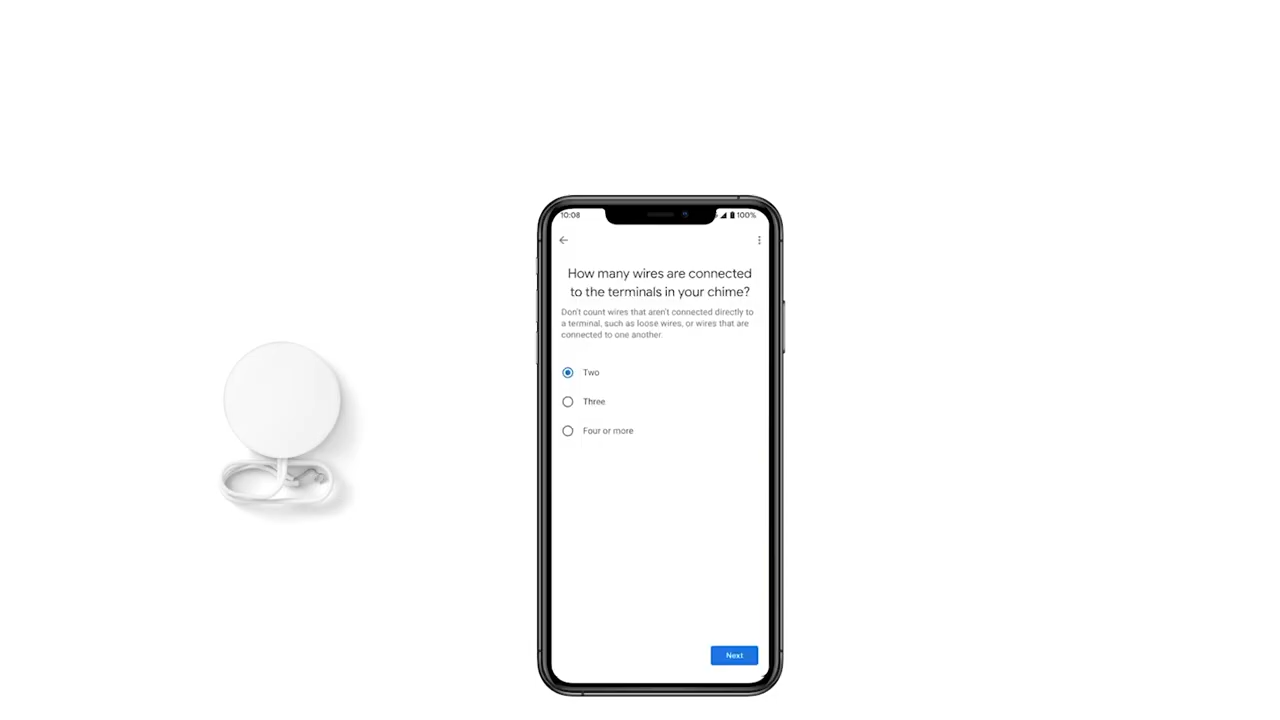 10:08
100%
How many wires are connected
to the terminals in your chime?
Don't count wires that aren't connected directly to
a terminal, such as loose wires, or wires that are
connected to one another.
Two
Three
Four or more
Next